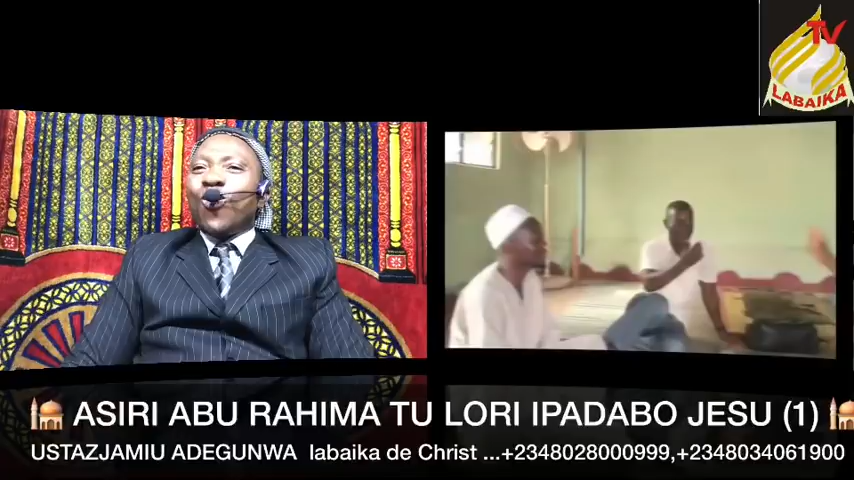 TV
LABAIKA
ASIRI ABU RAHIMA TU LORI IPADABO JESU (1)
USTAZJAMIU ADEGUNWA labaika de Christ ...+2348028000999,+2348034061900